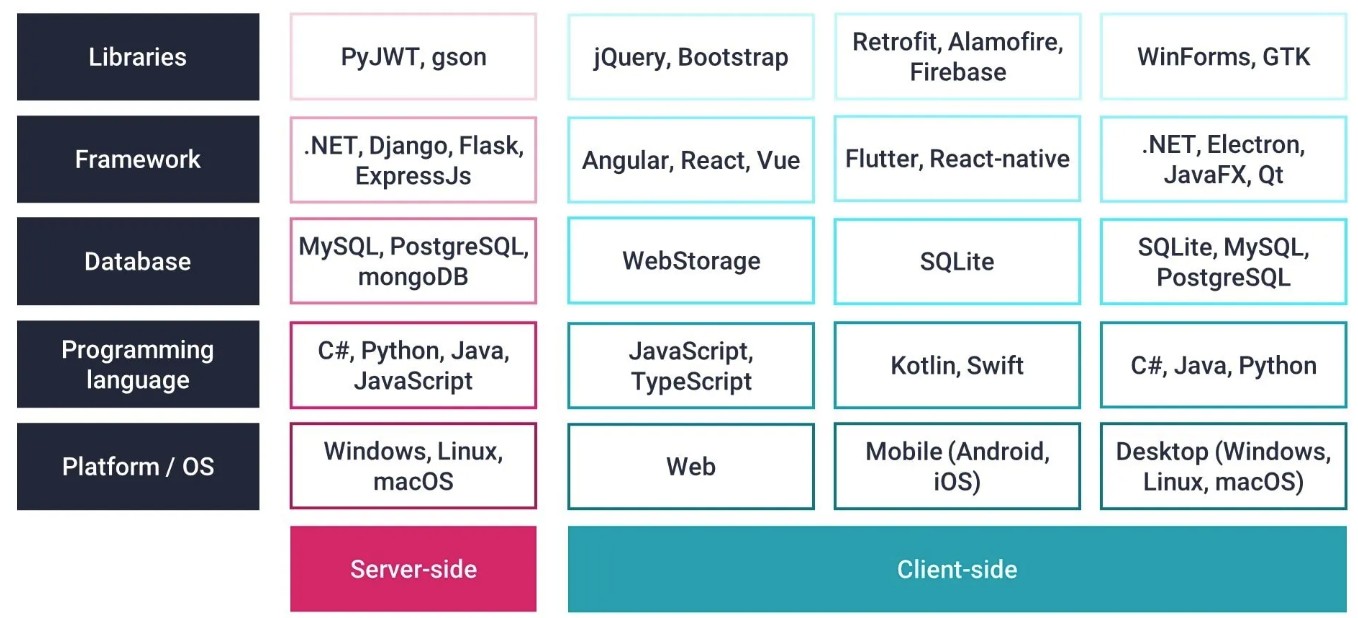 Libraries
PyJWT, gson
jQuery, Bootstrap
Retrofit, Alamofire,
Firebase
WinForms, GTK
Framework
.NET, Django, Flask,
ExpressJs
Angular, React, Vue
Flutter, React-native
.NET, Electron,
JavaFX, Qt
Database
MySQL, PostgreSQL,
mongoDB
WebStorage
SQLite
SQLite, MySQL,
PostgreSQL
Programming
language
C#, Python, Java,
JavaScript
JavaScript,
TypeScript
Kotlin, Swift
C#, Java, Python
Platform / OS
Windows, Linux,
macOS
Web
Mobile (Android,
iOS)
Desktop (Windows,
Linux, macOS)
Server-side
Client-side